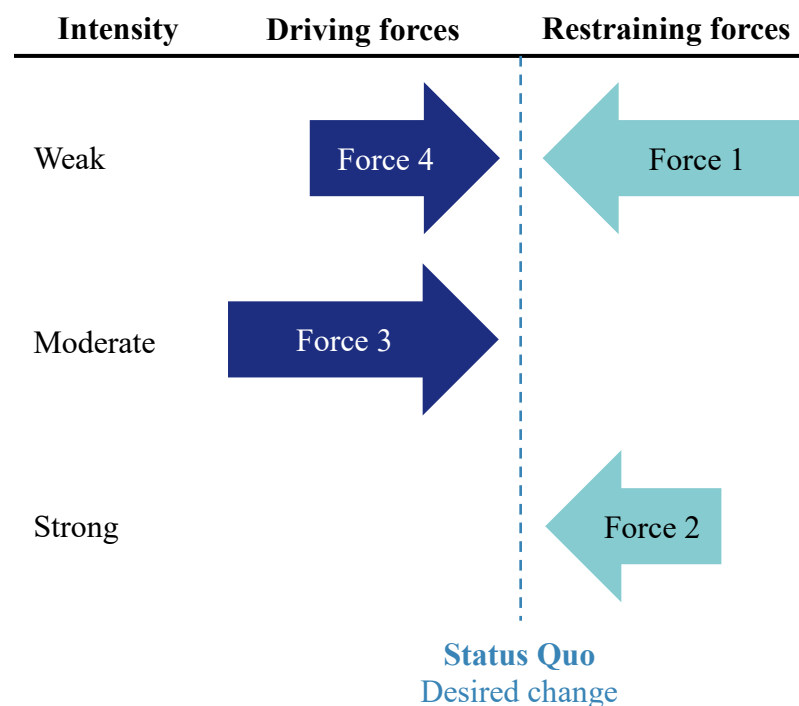 Intensity Driving forces Restraining forces
Weak Force 4 Force 1
Moderate Force 3
Strong Force 2
Status Quo
Desired change